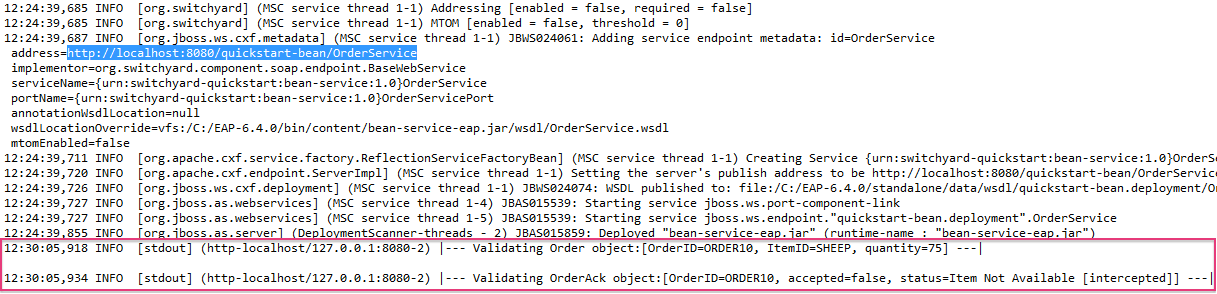 12:24:39,685 INFO  [org.switchyard] (MSC service thread 1-1) Addressing [enabled = false, required = false]
12:24:39,685 INFO  [org.switchyard] (MSC service thread 1-1) MTOM [enabled = false, threshold = 0]
12:24:39,687 INFO  [org.jboss.ws.cxf.metadata] (MSC service thread 1-1) JBWS024061: Adding service endpoint metadata: id=OrderService
 address=http://localhost:8080/quickstart-bean/OrderService
 implementor=org.switchyard.component.soap.endpoint.BaseWebService
 serviceName={urn:switchyard-quickstart:bean-service:1.0}OrderService
 portName={urn:switchyard-quickstart:bean-service:1.0}OrderServicePort
 annotationWsdlLocation=null
 wsdlLocationOverride=vfs:/C:/EAP-6.4.0/bin/content/bean-service-eap.jar/wsdl/OrderService.wsdl
 mtomEnabled=false
12:24:39,711 INFO  [org.apache.cxf.service.factory.ReflectionServiceFactoryBean] (MSC service thread 1-1) Creating Service {urn:switchyard-quickstart:bean-service:1.0}OrderSe
12:24:39,720 INFO  [org.apache.cxf.endpoint.ServerImpl] (MSC service thread 1-1) Setting the server's publish address to be http://localhost:8080/quickstart-bean/OrderService
12:24:39,726 INFO  [org.jboss.ws.cxf.deployment] (MSC service thread 1-1) JBWS024074: WSDL published to: file:/C:/EAP-6.4.0/standalone/data/wsdl/quickstart-bean.deployment/Or
12:24:39,727 INFO  [org.jboss.as.webservices] (MSC service thread 1-4) JBAS015539: Starting service jboss.ws.port-component-link
12:24:39,727 INFO  [org.jboss.as.webservices] (MSC service thread 1-5) JBAS015539: Starting service jboss.ws.endpoint."quickstart-bean.deployment".OrderService
12:24:39,855 INFO  [org.jboss.as.server] (DeploymentScanner-threads - 2) JBAS015859: Deployed "bean-service-eap.jar" (runtime-name : "bean-service-eap.jar")
12:30:05,918 INFO  [stdout] (http-localhost/127.0.0.1:8080-2) |--- Validating Order object:[OrderID=ORDER10, ItemID=SHEEP, quantity=75] ---|
12:30:05,934 INFO  [stdout] (http-localhost/127.0.0.1:8080-2) |--- Validating OrderAck object:[OrderID=ORDER10, accepted=false, status=Item Not Available [intercepted]] ---|